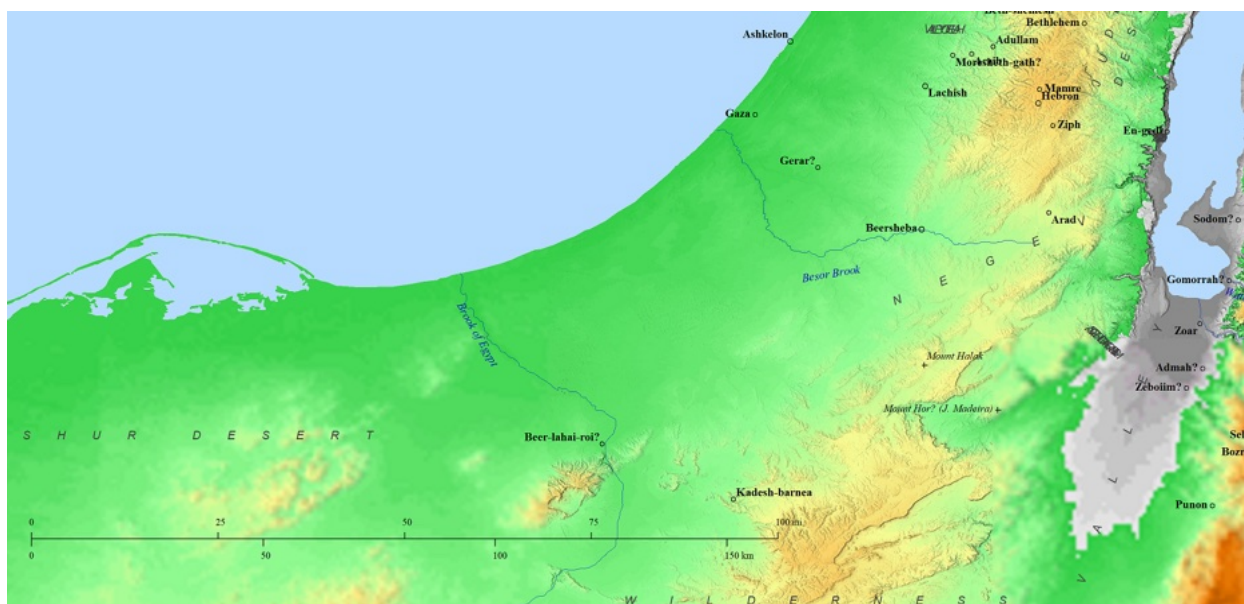 Bethlehem
Ashkelon
Adullam
Moresheth-gath?
Lachish
Mamre
Hebron
Gaza
Ziph
En-gedi
Gerar?
Arad
Sodom?
Beersheba
Besor Brook
N E G E V
Gomorrah?
Brook of Egypt
Zoar
Mount Halak
Admah?
Zeboiim?
Mount Hor? (J. Madeira)
S H U R D E S E R T
Beer-lahai-roi?
Kadesh-barnea
Punon
0 25 50 75 100 mi
0 50 100 150 km
V A L L E Y
W I L D E R N E S S